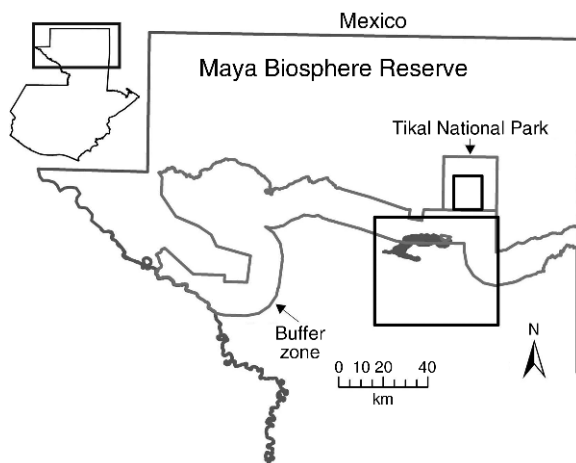 Mexico
Maya Biosphere Reserve
Tikal National Park
Buffer
zone
N
0 10 20 40
km